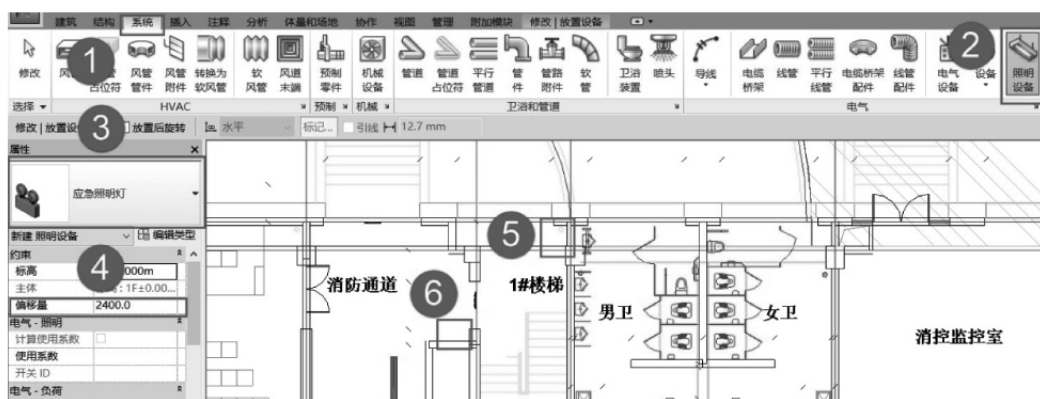 建筑 结构 系统 插入 注释 分析 体量和场地 协作 视图 管理 附加模块 修改 | 放置设备
1
2
修改
风管管件
风管附件
转换为软风管
软风管
风道末端
预制零件
机械设备
管道
管道占位符
平行管道
管件
管路附件
软管
卫浴装置
喷头
导线
电缆桥架
线管
平行线管
电缆桥架配件
线管配件
电气设备
设备
照明设备
选择 HVAC 预制 机械 卫浴和管道 电气
3
放置后旋转 水平 标记... 引线 12.7 mm
属性
应急照明灯
新建 照明设备 编辑类型
约束
4
标高
主体 : 1F±0.00...
偏移量 2400.0
电气 - 照明
计算使用系数
使用系数
开关 ID
电气 - 负荷
5
6
消防通道
1#楼梯
男卫
女卫
消控监控室